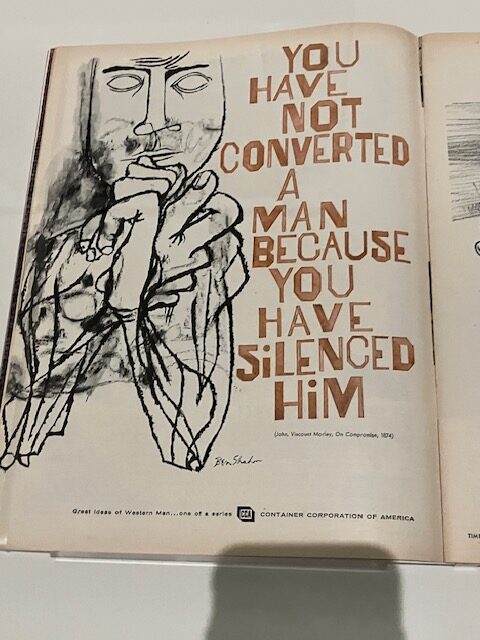 YOU
HAVE
NOT
CONVERTED
A
MAN
BECAUSE
YOU
HAVE
SiLENCED
HiM
(John, Viscount Morley, On Compromise, 1874)
Ben Shahn
Great Ideas of Western Man...one of a series CCA CONTAINER CORPORATION OF AMERICA
TIME